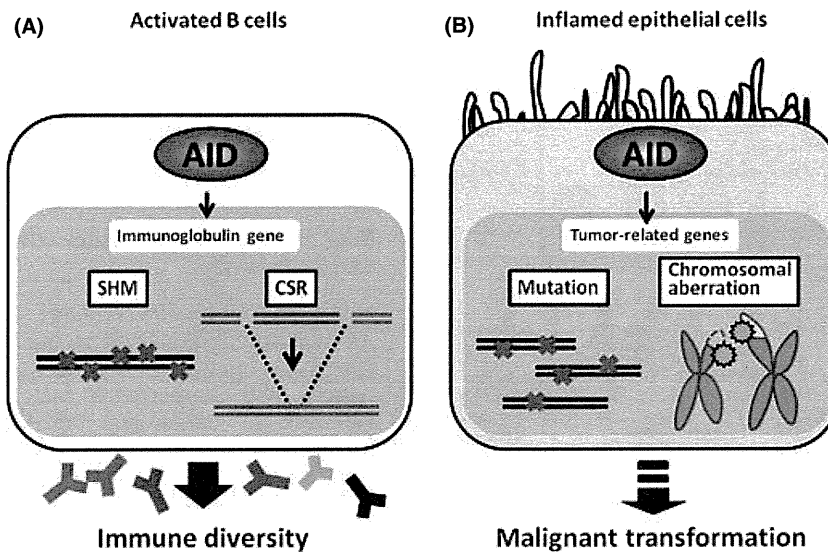 (A)
Activated B cells
AID
Immunoglobulin gene
SHM
CSR
Immune diversity
(B)
Inflamed epithelial cells
AID
Tumor-related genes
Mutation
Chromosomal
aberration
Malignant transformation